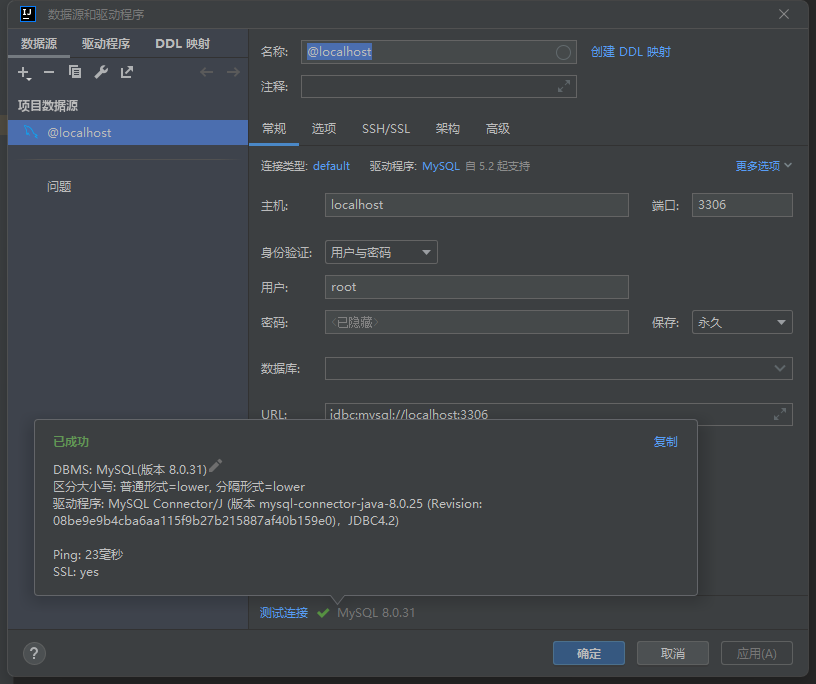 IJ
数据源和驱动程序
数据源 驱动程序 DDL 映射
项目数据源
@localhost
问题
名称: @localhost 创建 DDL 映射
注释:
常规 选项 SSH/SSL 架构 高级
连接类型: default 驱动程序: MySQL 自 5.2 起支持 更多选项
主机: localhost 端口: 3306
身份验证: 用户与密码
用户: root
密码: <已隐藏> 保存: 永久
数据库:
URL: jdbc:mysql://localhost:3306
已成功 复制
DBMS: MySQL(版本 8.0.31)
区分大小写: 普通形式=lower, 分隔形式=lower
驱动程序: MySQL Connector/J (版本 mysql-connector-java-8.0.25 (Revision:
08be9e9b4cba6aa115f9b27b215887af40b159e0)，JDBC4.2)
Ping: 23毫秒
SSL: yes
测试连接 MySQL 8.0.31
? 确定 取消 应用(A)